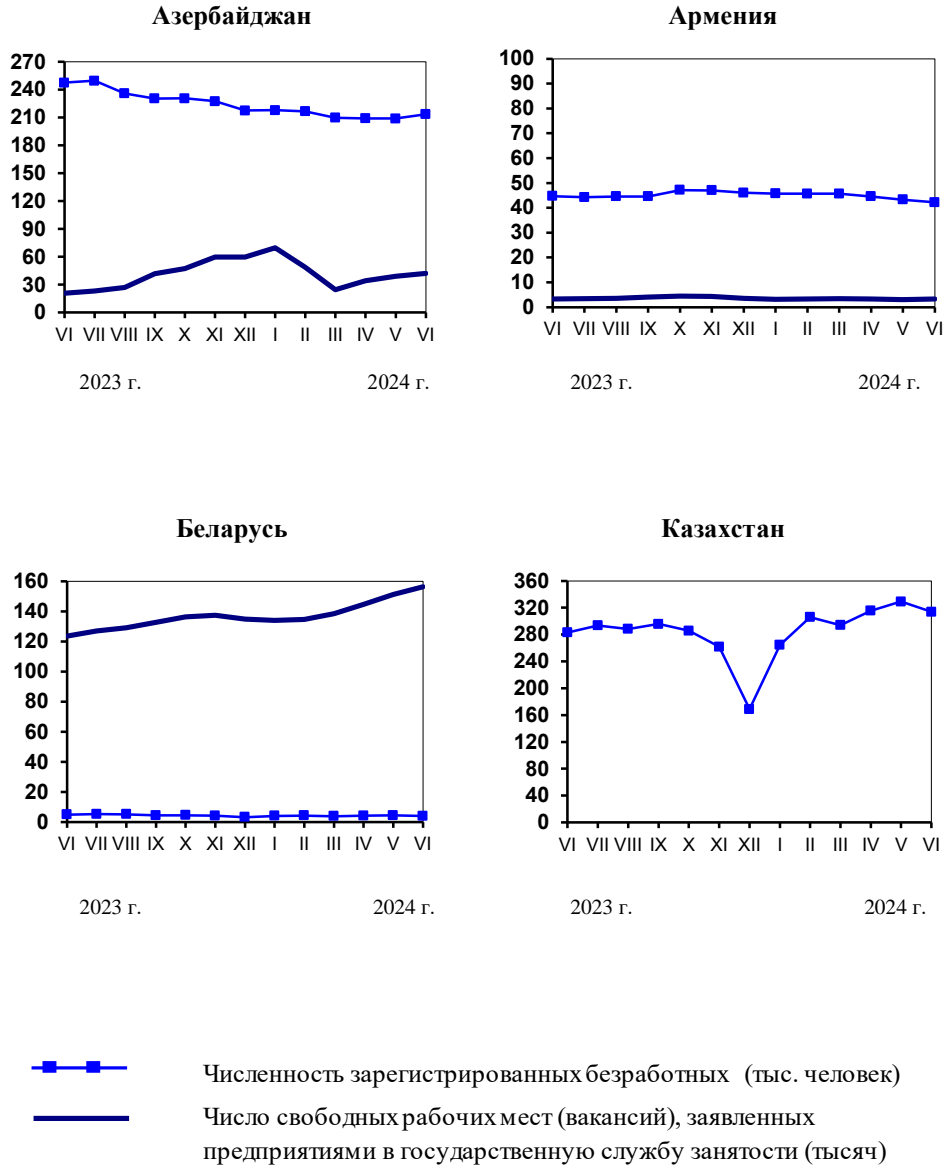 Азербайджан
270
240
210
180
150
120
90
60
30
0
VI VII VIII IX X XI XII I II III IV V VI
2023 г. 2024 г.
Армения
100
90
80
70
60
50
40
30
20
10
0
VI VII VIII IX X XI XII I II III IV V VI
2023 г. 2024 г.
Беларусь
160
140
120
100
80
60
40
20
0
VI VII VIII IX X XI XII I II III IV V VI
2023 г. 2024 г.
Казахстан
360
320
280
240
200
160
120
80
40
0
VI VII VIII IX X XI XII I II III IV V VI
2023 г. 2024 г.
Численность зарегистрированных безработных (тыс. человек)
Число свободных рабочих мест (вакансий), заявленных
предприятиями в государственную службу занятости (тысяч)